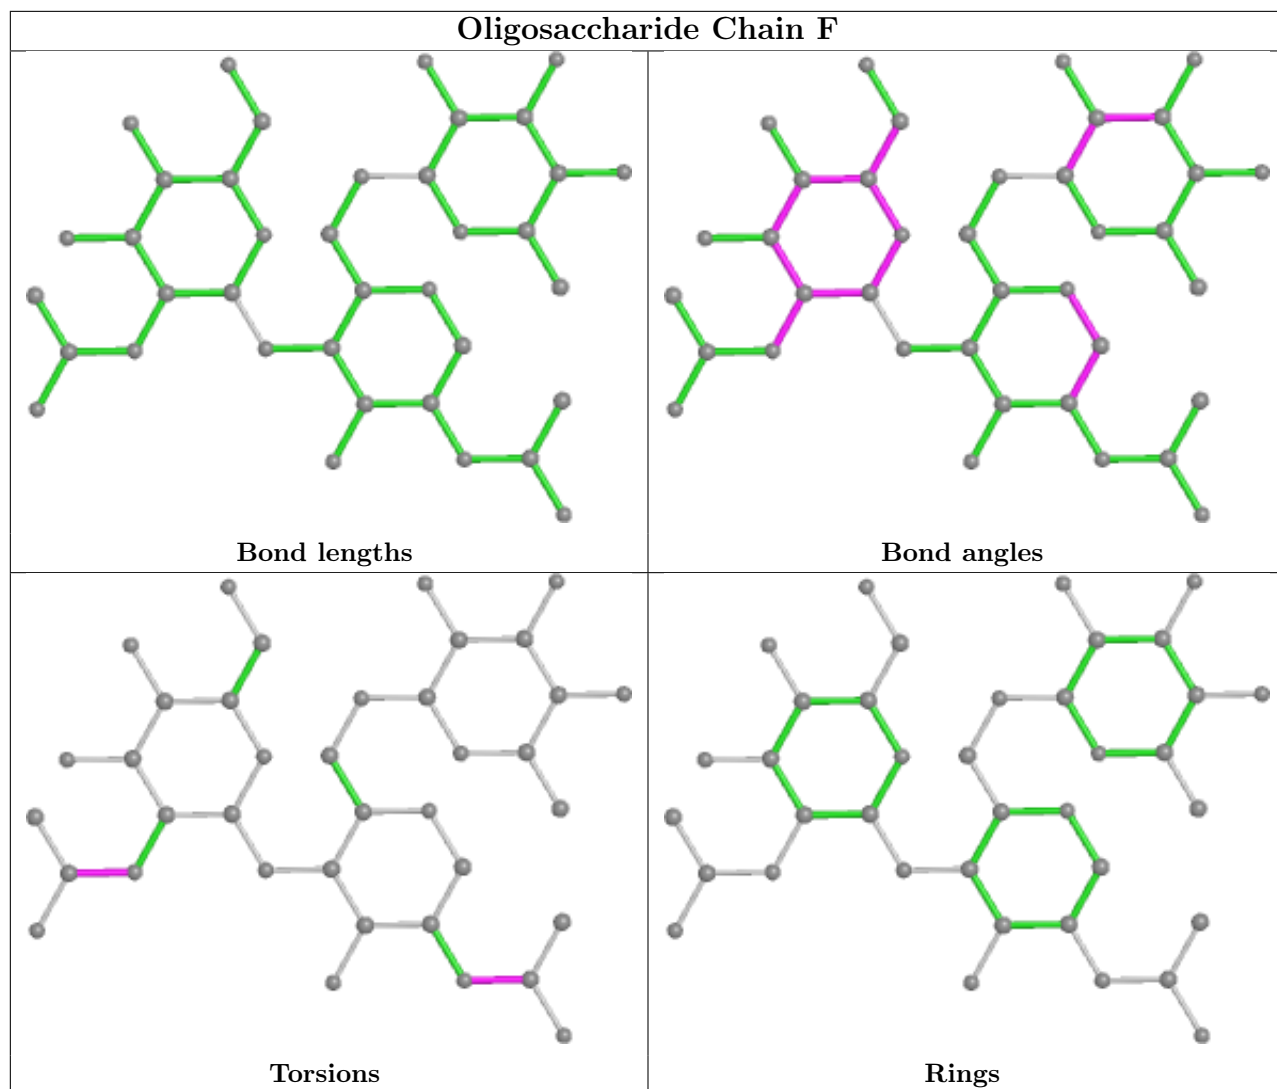 Oligosaccharide Chain F
Bond lengths
Bond angles
Torsions
Rings